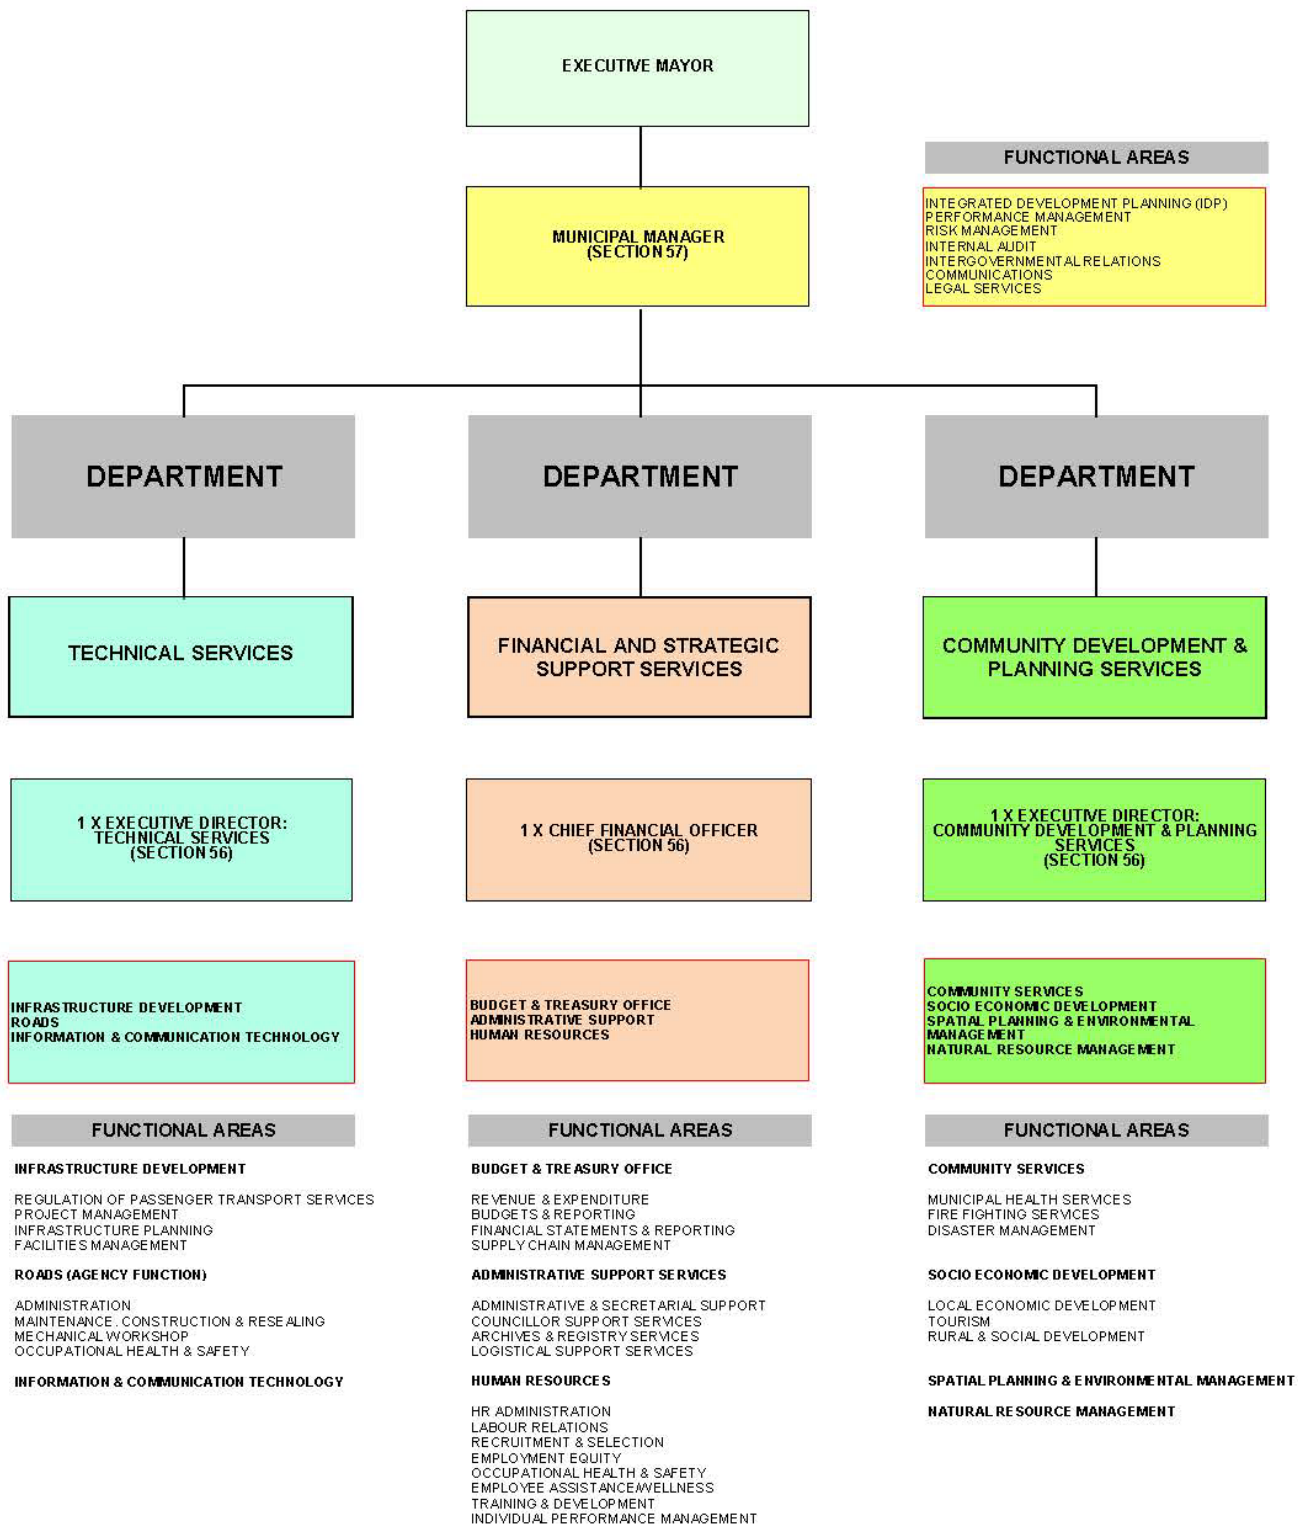 EXECUTIVE MAYOR
FUNCTIONAL AREAS
MUNICIPAL MANAGER
(SECTION 57)
INTEGRATED DEVELOPMENT PLANNING (IDP)
PERFORMANCE MANAGEMENT
RISK MANAGEMENT
INTERNAL AUDIT
INTERGOVERNMENTAL RELATIONS
COMMUNICATIONS
LEGAL SERVICES
DEPARTMENT
DEPARTMENT
DEPARTMENT
TECHNICAL SERVICES
FINANCIAL AND STRATEGIC
SUPPORT SERVICES
COMMUNITY DEVELOPMENT &
PLANNING SERVICES
1 X EXECUTIVE DIRECTOR:
TECHNICAL SERVICES
(SECTION 56)
1 X CHIEF FINANCIAL OFFICER
(SECTION 56)
1 X EXECUTIVE DIRECTOR:
COMMUNITY DEVELOPMENT & PLANNING
SERVICES
(SECTION 56)
INFRASTRUCTURE DEVELOPMENT
ROADS
INFORMATION & COMMUNICATION TECHNOLOGY
BUDGET & TREASURY OFFICE
ADMINISTRATIVE SUPPORT
HUMAN RESOURCES
COMMUNITY SERVICES
SOCIO ECONOMIC DEVELOPMENT
SPATIAL PLANNING & ENVIRONMENTAL
MANAGEMENT
NATURAL RESOURCE MANAGEMENT
FUNCTIONAL AREAS
INFRASTRUCTURE DEVELOPMENT
REGULATION OF PASSENGER TRANSPORT SERVICES
PROJECT MANAGEMENT
INFRASTRUCTURE PLANNING
FACILITIES MANAGEMENT
ROADS (AGENCY FUNCTION)
ADMINISTRATION
MAINTENANCE. CONSTRUCTION & RESEALING
MECHANICAL WORKSHOP
OCCUPATIONAL HEALTH & SAFETY
INFORMATION & COMMUNICATION TECHNOLOGY
FUNCTIONAL AREAS
BUDGET & TREASURY OFFICE
REVENUE & EXPENDITURE
BUDGETS & REPORTING
FINANCIAL STATEMENTS & REPORTING
SUPPLY CHAIN MANAGEMENT
ADMINISTRATIVE SUPPORT SERVICES
ADMINISTRATIVE & SECRETARIAL SUPPORT
COUNCILLOR SUPPORT SERVICES
ARCHIVES & REGISTRY SERVICES
LOGISTICAL SUPPORT SERVICES
HUMAN RESOURCES
HR ADMINISTRATION
LABOUR RELATIONS
RECRUITMENT & SELECTION
EMPLOYMENT EQUITY
OCCUPATIONAL HEALTH & SAFETY
EMPLOYEE ASSISTANCE/WELLNESS
TRAINING & DEVELOPMENT
INDIVIDUAL PERFORMANCE MANAGEMENT
FUNCTIONAL AREAS
COMMUNITY SERVICES
MUNICIPAL HEALTH SERVICES
FIRE FIGHTING SERVICES
DISASTER MANAGEMENT
SOCIO ECONOMIC DEVELOPMENT
LOCAL ECONOMIC DEVELOPMENT
TOURISM
RURAL & SOCIAL DEVELOPMENT
SPATIAL PLANNING & ENVIRONMENTAL MANAGEMENT
NATURAL RESOURCE MANAGEMENT